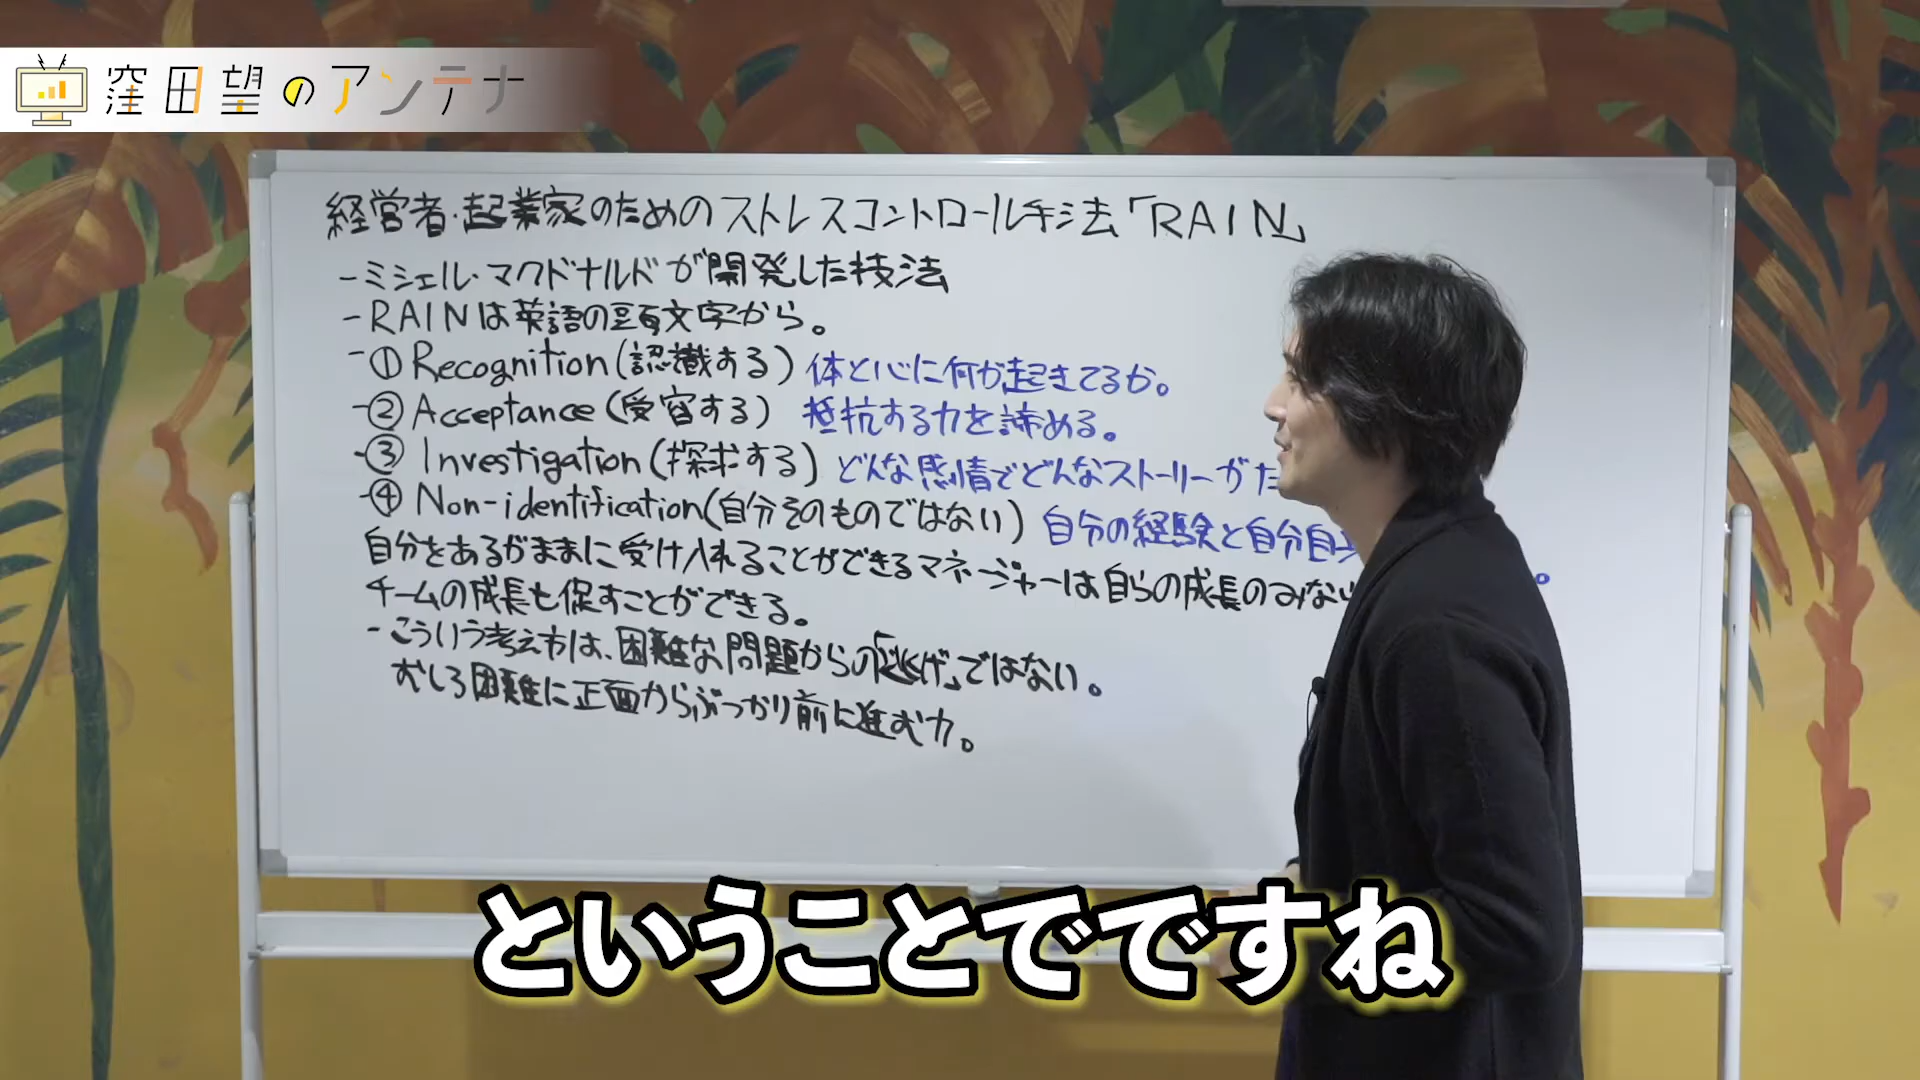 窪田望のアンテナ
経営者・起業家のためのストレスコントロール手法「RAIN」
-ミシェル・マクドナルドが開発した技法
-RAINは英語の頭文字から。
-① Recognition(認識する) 体と心に何が起きてるか。
-② Acceptance(受容する) 抵抗する力を諦める。
-③ Investigation(探求する) どんな感情でどんなストーリーが
-④ Non-identification(自分そのものではない) 自分の経験と自分自
自分をあるがままに受け入れることができるマネージャーは自らの成長のみな
チームの成長も促すことができる。
-こういう考え方は、困難な問題からの「逃げ」ではない。
むしろ困難に正面からぶつかり前に進む力。
ということでですね